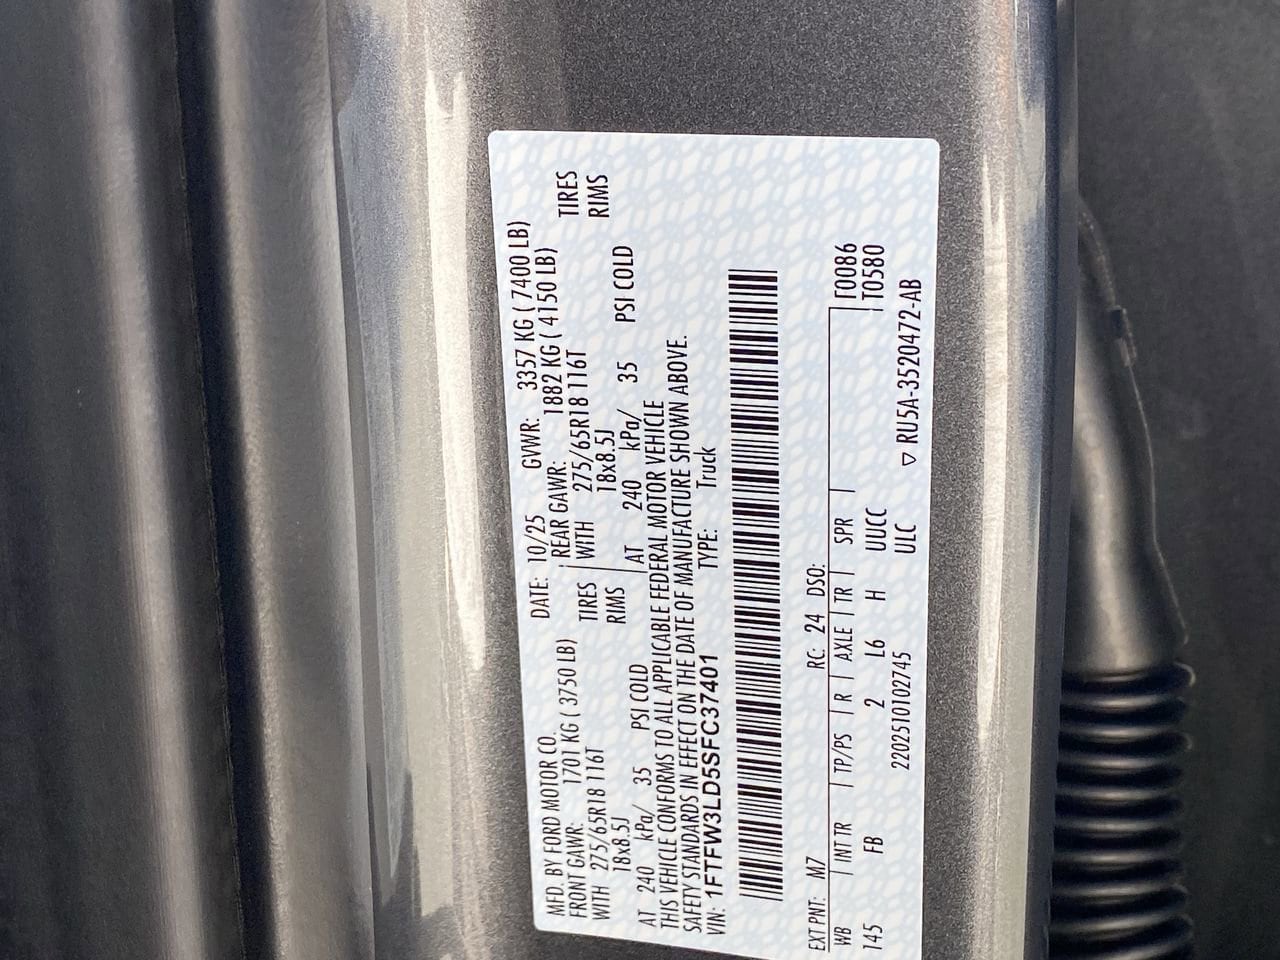 MFD. BY FORD MOTOR CO. DATE: 10/25 GVWR: 3357 KG ( 7400 LB)
FRONT GAWR: 1701 KG ( 3750 LB) REAR GAWR: 1882 KG ( 4150 LB)
WITH 275/65R18 116T TIRES WITH 275/65R18 116T TIRES
18x8.5J RIMS 18x8.5J RIMS
AT 240 kPa/ 35 PSI COLD AT 240 kPa/ 35 PSI COLD
THIS VEHICLE CONFORMS TO ALL APPLICABLE FEDERAL MOTOR VEHICLE
SAFETY STANDARDS IN EFFECT ON THE DATE OF MANUFACTURE SHOWN ABOVE.
VIN: 1FTFW3LD5SFC37401 TYPE: Truck
EXT PNT: M7 RC: 24 DSO:
WB INT TR TP/PS R AXLE TR SPR F0086
145 FB 2 L6 H UUCC T0580
ULC
2202510102745 ▽ RU5A-3520472-AB